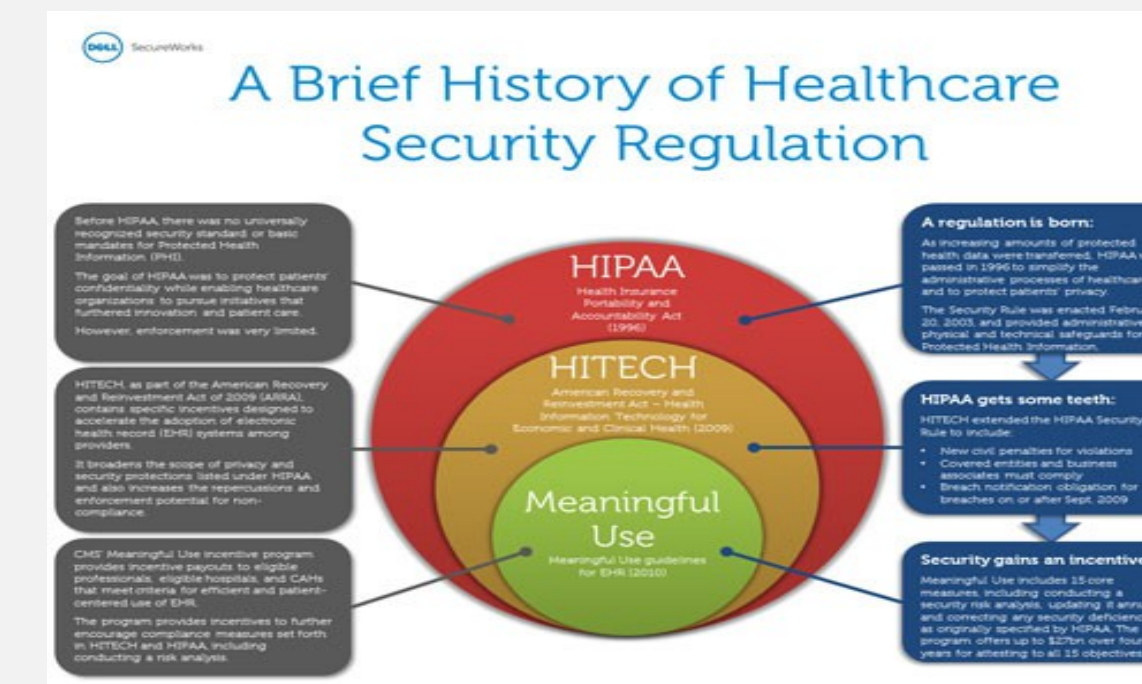 DELL SecureWorks
A Brief History of Healthcare
Security Regulation
Before HIPAA, there was no universally
recognized security standard or basic
mandates for Protected Health
Information (PHI).
The goal of HIPAA was to protect patients'
confidentiality while enabling healthcare
organizations to pursue initiatives that
furthered innovation and patient care.
However, enforcement was very limited.
HITECH, as part of the American Recovery
and Reinvestment Act of 2009 (ARRA),
contains specific incentives designed to
accelerate the adoption of electronic
health record (EHR) systems among
providers.
It broadens the scope of privacy and
security protections listed under HIPAA
and also increases the repercussions and
enforcement potential for non-
compliance.
CMS' Meaningful Use incentive program
provides incentive payouts to eligible
professionals, eligible hospitals, and CAHs
that meet criteria for efficient and patient-
centered use of EHR.
The program provides incentives to further
encourage compliance measures set forth
in HITECH and HIPAA, including
conducting a risk analysis.
HIPAA
Health Insurance
Portability and
Accountability Act
(1996)
HITECH
American Recovery and
Reinvestment Act – Health
Information Technology for
Economic and Clinical Health (2009)
Meaningful
Use
Meaningful Use guidelines
for EHR (2010)
A regulation is born:
As increasing amounts of protected
health data were transferred, HIPAA
passed in 1996 to simplify the
administrative processes of healthcar
and to protect patients' privacy.
The Security Rule was enacted Febru
20, 2003, and provided administrative
physical and technical safeguards for
Protected Health Information.
HIPAA gets some teeth:
HITECH extended the HIPAA Security
Rule to include:
• New civil penalties for violations
• Covered entities and business
associates must comply
• Breach notification obligation for
breaches on or after Sept. 2009
Security gains an incentive
Meaningful Use includes 15 core
measures, including conducting a
security risk analysis, updating it ann
and correcting any security deficienc
as originally specified by HIPAA. The
program offers up to $27bn over four
years for attesting to all 15 objectives